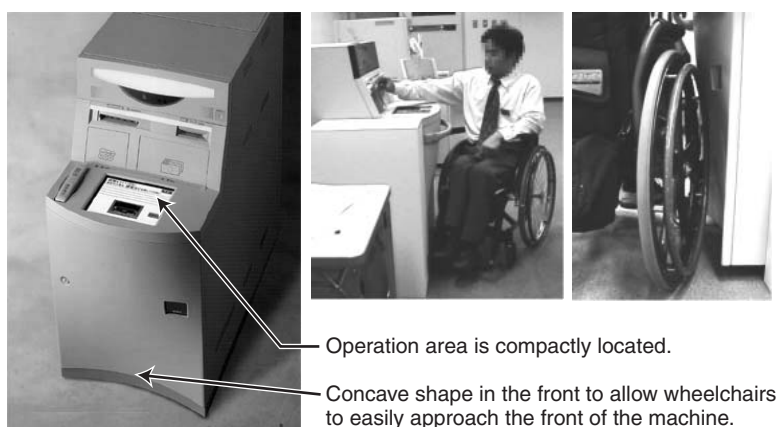 Operation area is compactly located.
Concave shape in the front to allow wheelchairs
to easily approach the front of the machine.